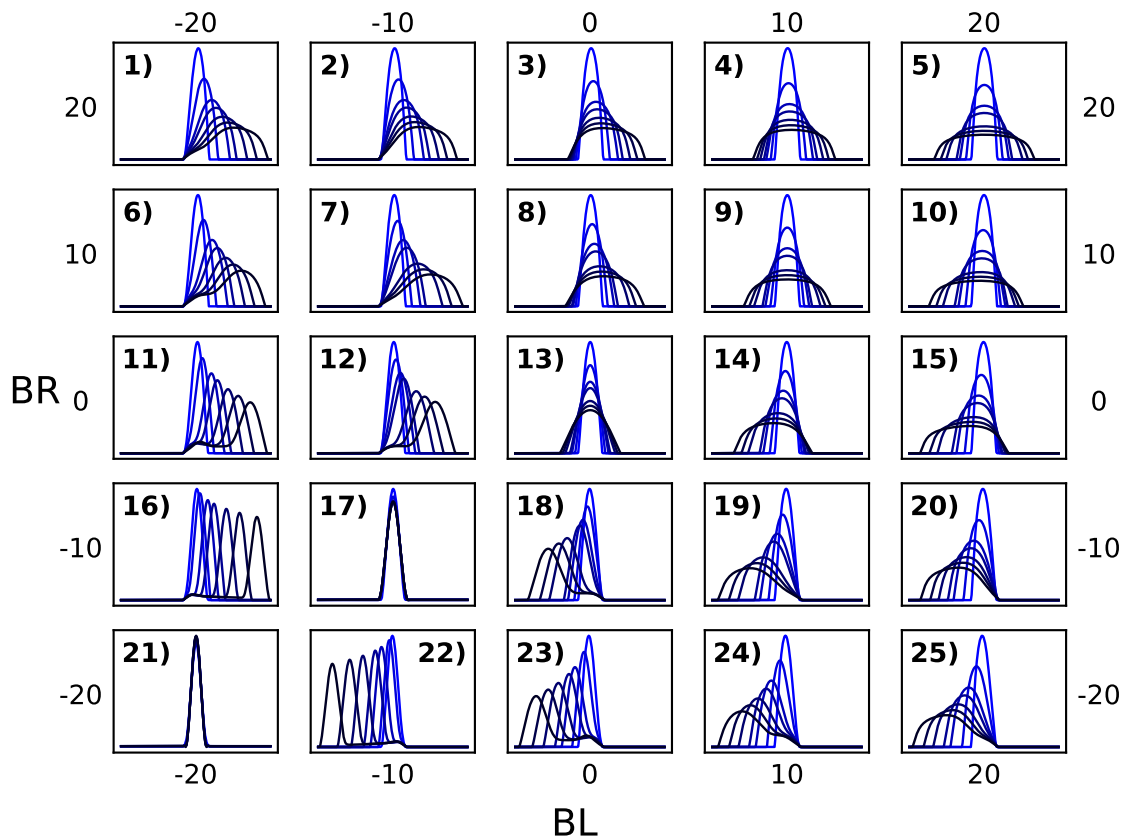 -20 -10 0 10 20
20 1) 2) 3) 4) 5) 20
10 6) 7) 8) 9) 10) 10
BR 0 11) 12) 13) 14) 15) 0
-10 16) 17) 18) 19) 20) -10
-20 21) 22) 23) 24) 25) -20
-20 -10 0 10 20
BL